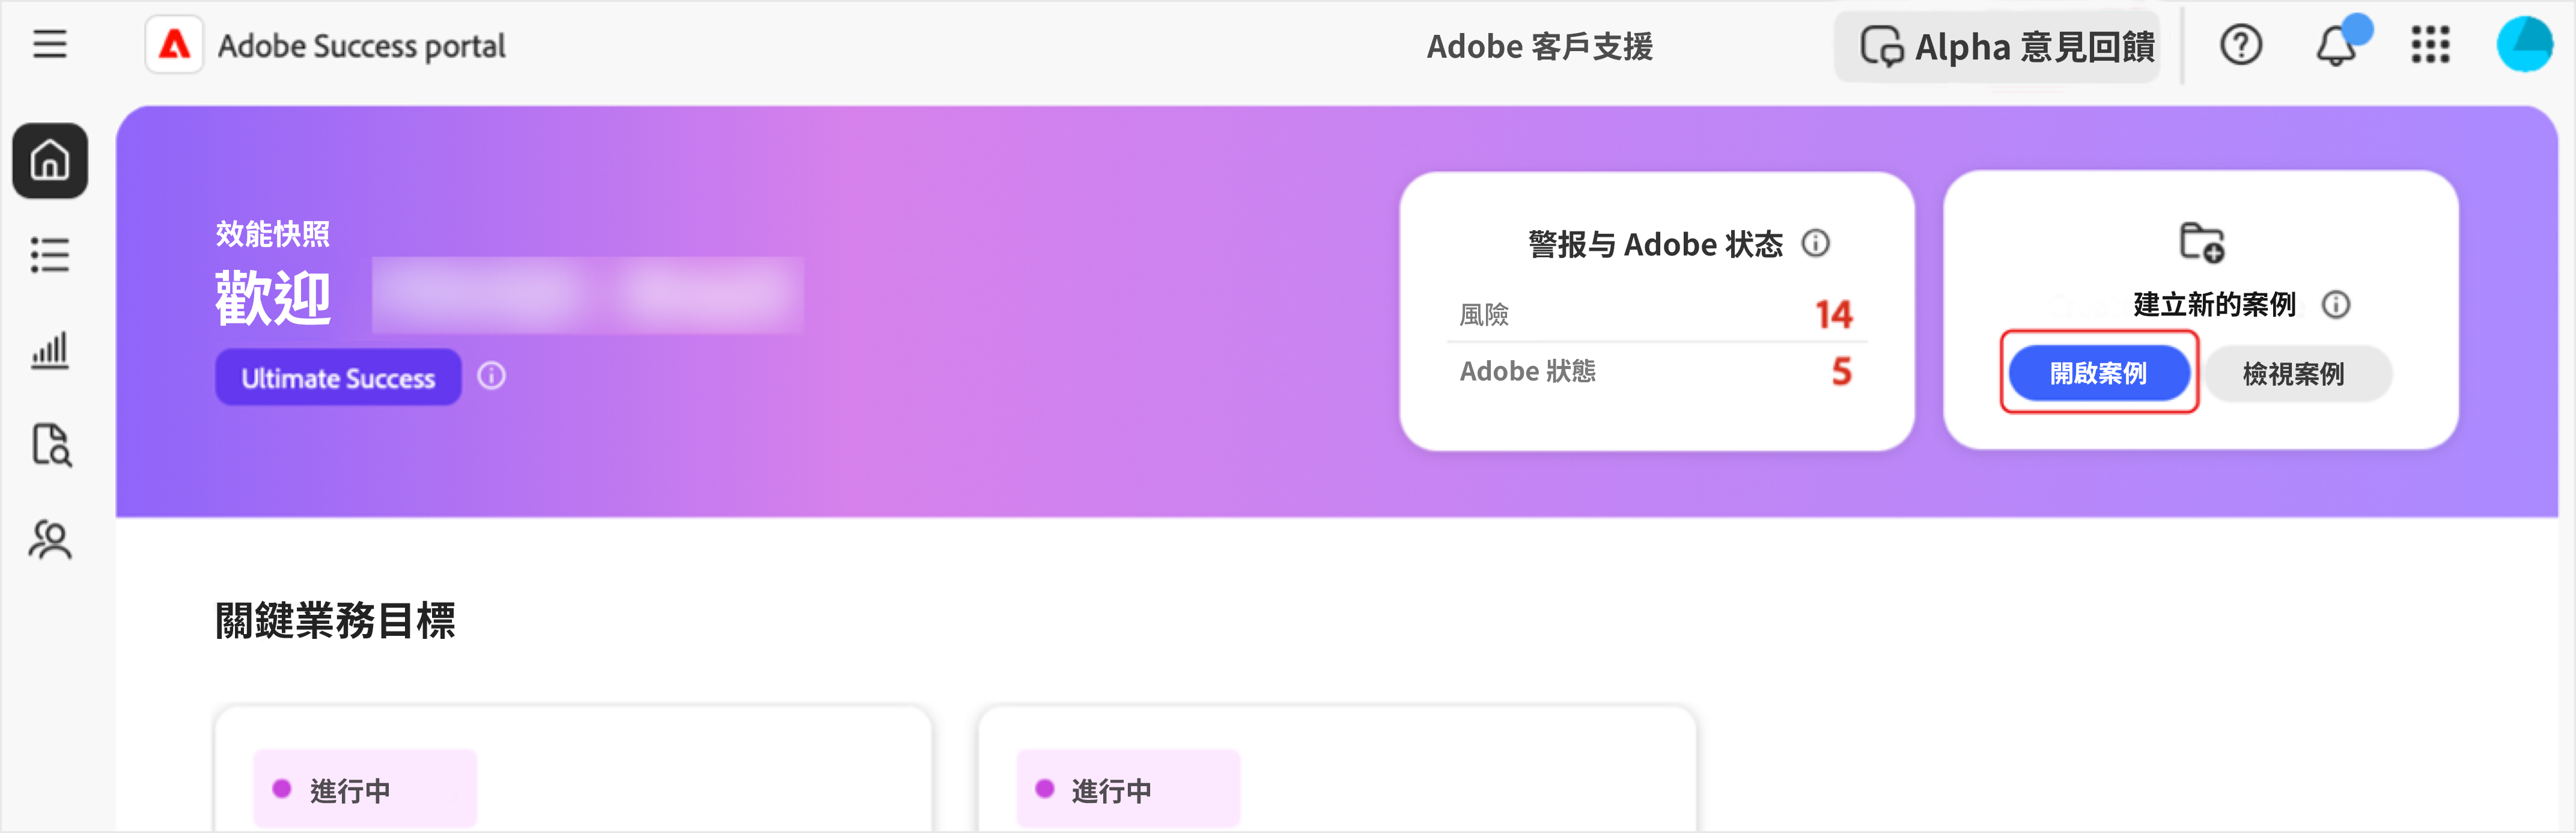 Adobe Success portal
Adobe 客戶支援
Alpha 意見回饋
效能快照
歡迎
Ultimate Success
警报与 Adobe 状态
風險 14
Adobe 狀態 5
建立新的案例
開啟案例
檢視案例
關鍵業務目標
進行中
進行中